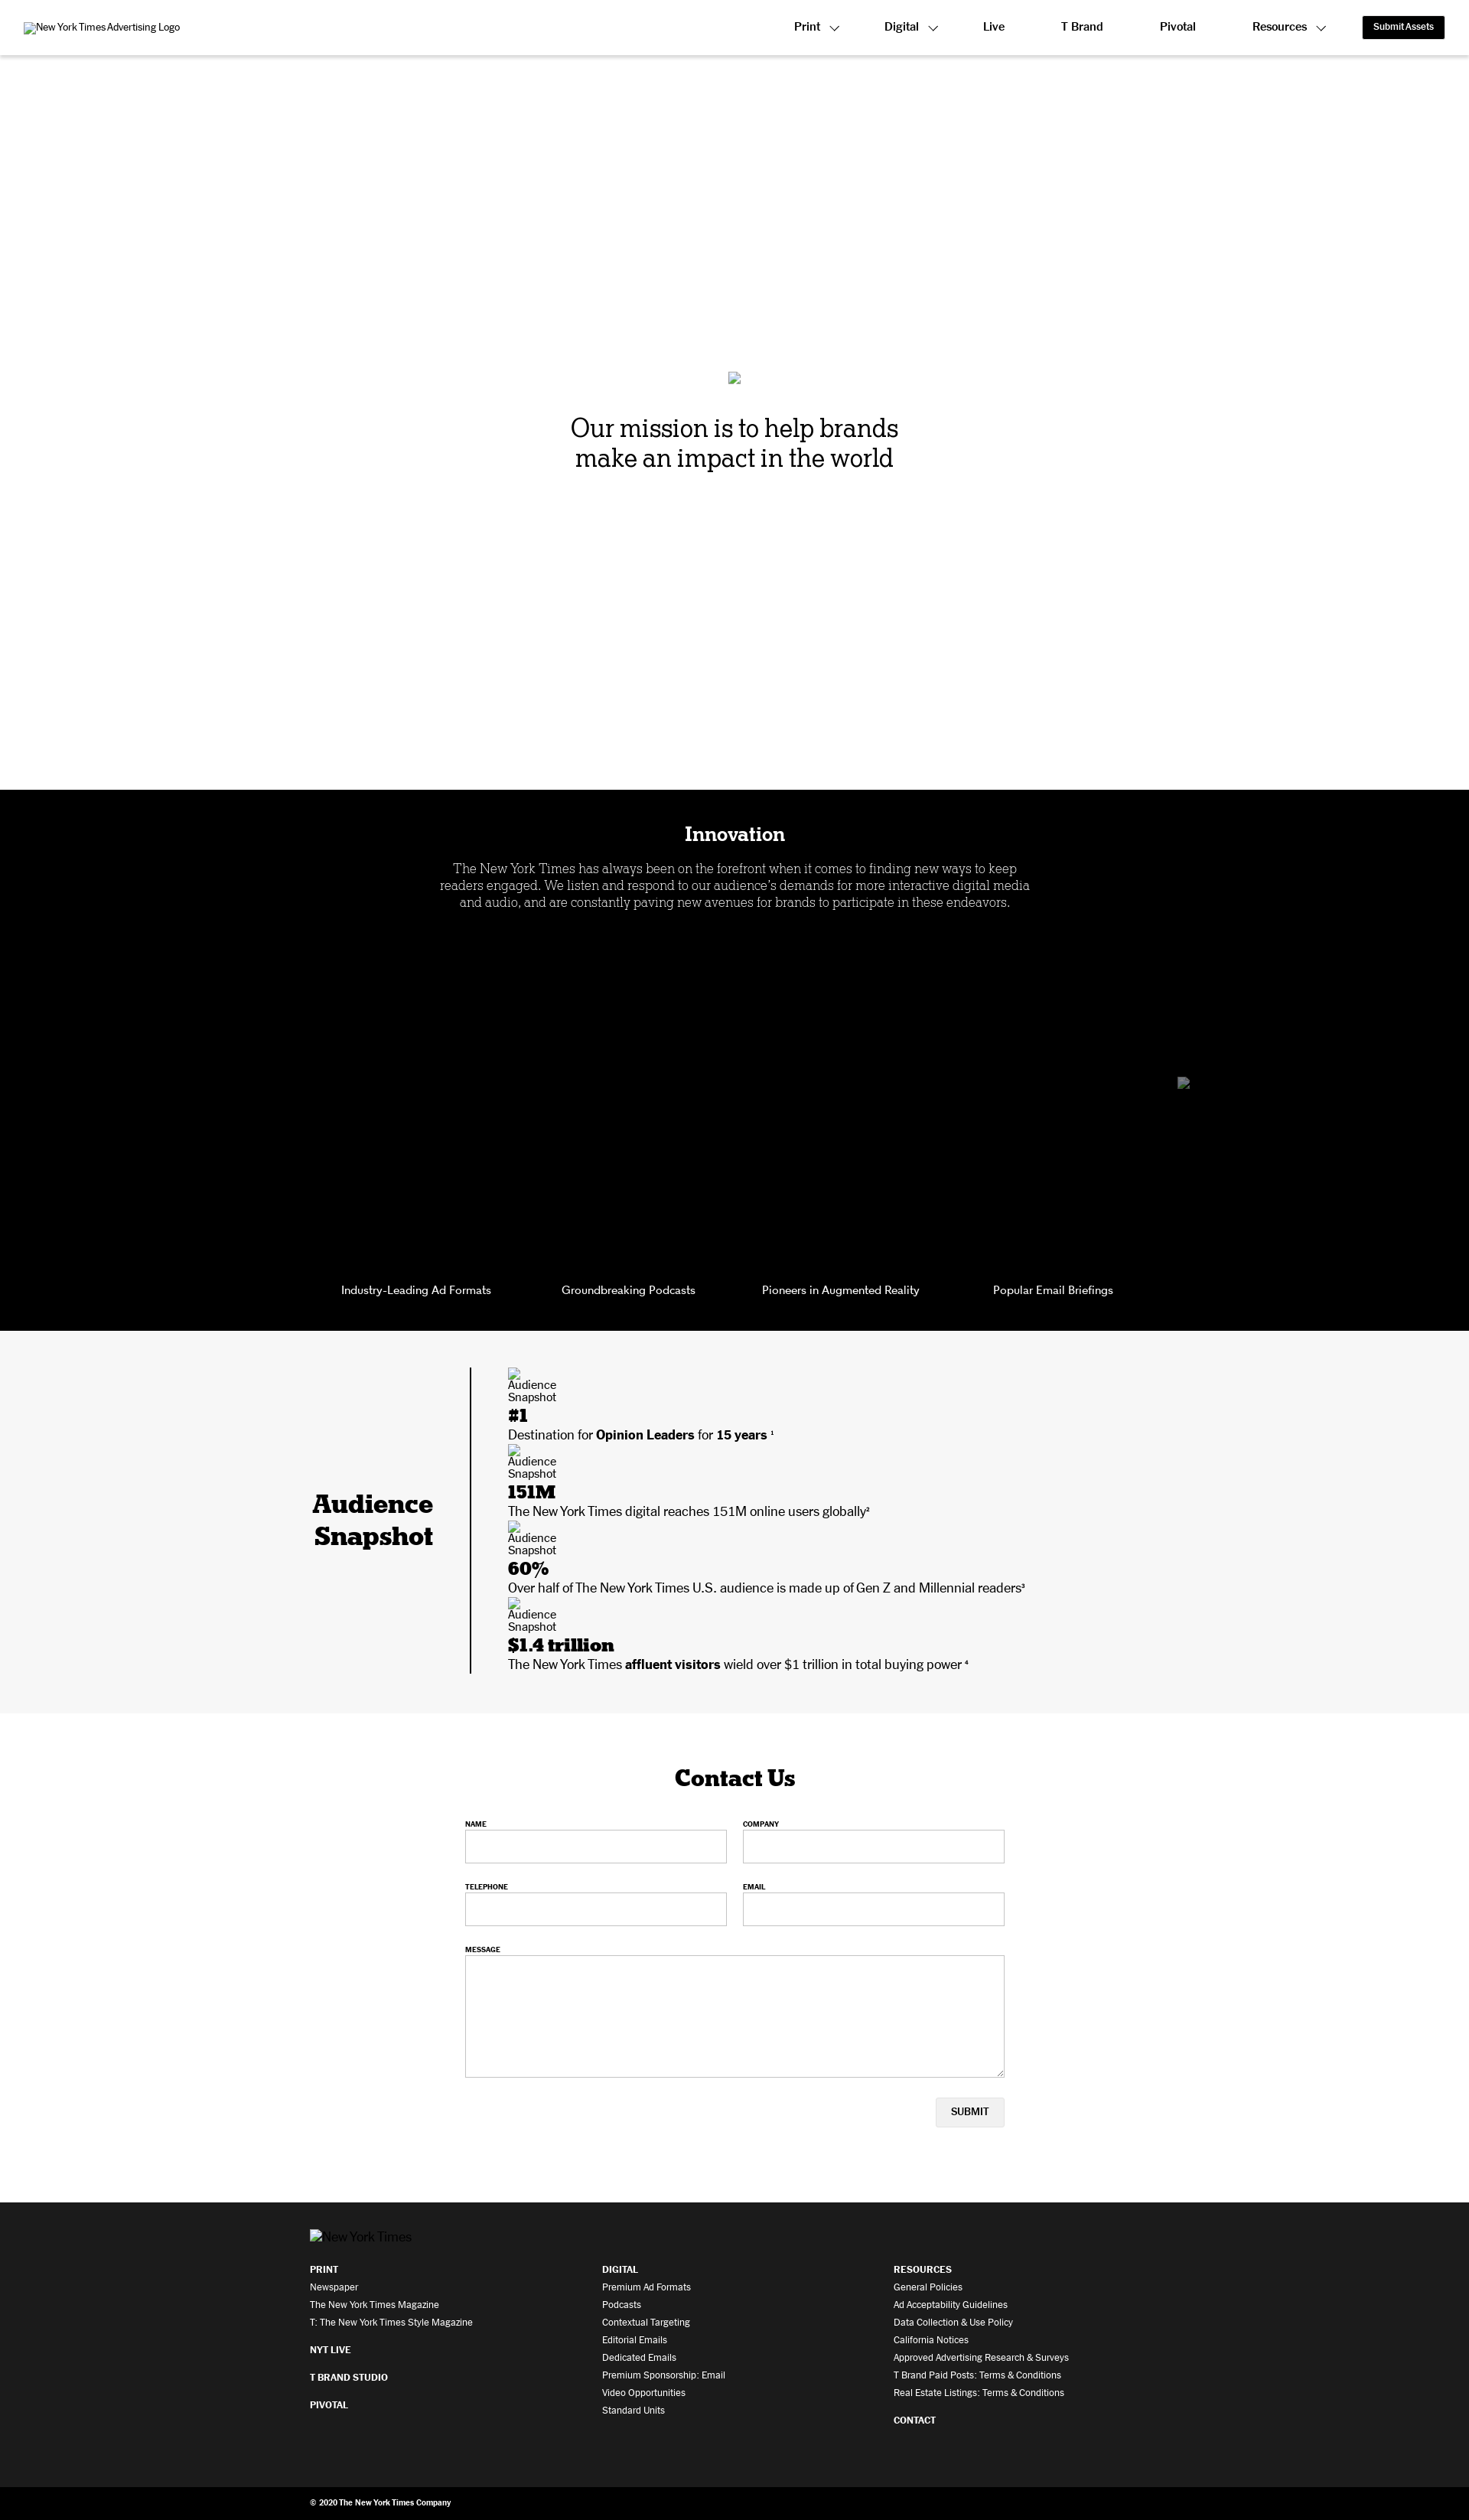 New York Times Advertising Logo
Print
Digital
Live
T Brand
Pivotal
Resources
Submit Assets
Our mission is to help brands
make an impact in the world
Innovation
The New York Times has always been on the forefront when it comes to finding new ways to keep
readers engaged. We listen and respond to our audience's demands for more interactive digital media
and audio, and are constantly paving new avenues for brands to participate in these endeavors.
Industry-Leading Ad Formats
Groundbreaking Podcasts
Pioneers in Augmented Reality
Popular Email Briefings
Audience
Snapshot
Audience
Snapshot
#1
Destination for Opinion Leaders for 15 years ¹
Audience
Snapshot
151M
The New York Times digital reaches 151M online users globally²
Audience
Snapshot
60%
Over half of The New York Times U.S. audience is made up of Gen Z and Millennial readers³
Audience
Snapshot
$1.4 trillion
The New York Times affluent visitors wield over $1 trillion in total buying power ⁴
Contact Us
NAME
COMPANY
TELEPHONE
EMAIL
MESSAGE
SUBMIT
New York Times
PRINT
Newspaper
The New York Times Magazine
T: The New York Times Style Magazine
NYT LIVE
T BRAND STUDIO
PIVOTAL
DIGITAL
Premium Ad Formats
Podcasts
Contextual Targeting
Editorial Emails
Dedicated Emails
Premium Sponsorship: Email
Video Opportunities
Standard Units
RESOURCES
General Policies
Ad Acceptability Guidelines
Data Collection & Use Policy
California Notices
Approved Advertising Research & Surveys
T Brand Paid Posts: Terms & Conditions
Real Estate Listings: Terms & Conditions
CONTACT
© 2020 The New York Times Company